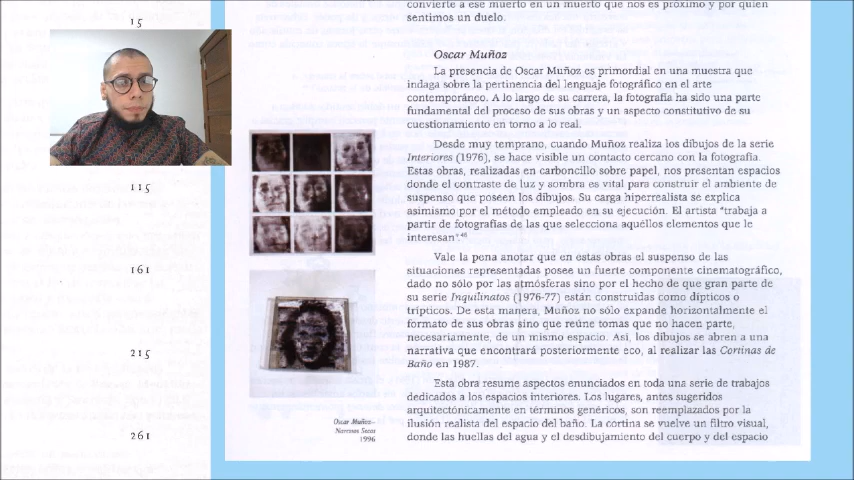 15
115
161
215
261
convierte a ese muerto en un muerto que nos es próximo y por quien
sentimos un duelo.
Oscar Muñoz
La presencia de Oscar Muñoz es primordial en una muestra que
indaga sobre la pertinencia del lenguaje fotográfico en el arte
contemporáneo. A lo largo de su carrera, la fotografía ha sido una parte
fundamental del proceso de sus obras y un aspecto constitutivo de su
cuestionamiento en torno a lo real.
Desde muy temprano, cuando Muñoz realiza los dibujos de la serie
Interiores (1976), se hace visible un contacto cercano con la fotografía.
Estas obras, realizadas en carboncillo sobre papel, nos presentan espacios
donde el contraste de luz y sombra es vital para construir el ambiente de
suspenso que poseen los dibujos. Su carga hiperrealista se explica
asimismo por el método empleado en su ejecución. El artista "trabaja a
partir de fotografías de las que selecciona aquéllos elementos que le
interesan".
Vale la pena anotar que en estas obras el suspenso de las
situaciones representadas posee un fuerte componente cinematográfico,
dado no sólo por las atmósferas sino por el hecho de que gran parte de
su serie Inquilinatos (1976-77) están construidas como dípticos o
trípticos. De esta manera, Muñoz no sólo expande horizontalmente el
formato de sus obras sino que reúne tomas que no hacen parte,
necesariamente, de un mismo espacio. Así, los dibujos se abren a una
narrativa que encontrará posteriormente eco, al realizar las Cortinas de
Baño en 1987.
Esta obra resume aspectos enunciados en toda una serie de trabajos
dedicados a los espacios interiores. Los lugares, antes sugeridos
arquitectónicamente en términos genéricos, son reemplazados por la
ilusión realista del espacio del baño. La cortina se vuelve un filtro visual,
donde las huellas del agua y el desdibujamiento del cuerpo y del espacio
Oscar Muñoz–
Narcisos Secos
1996